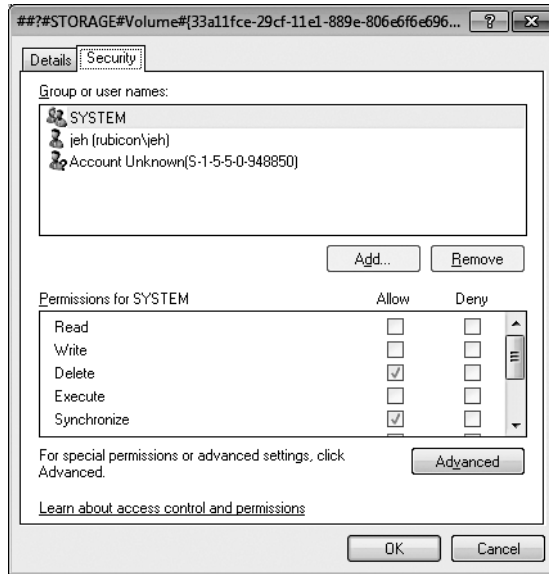 ##?#STORAGE#Volume#{33a11fce-29cf-11e1-889e-806e6f6e696...
Details Security
Group or user names:
SYSTEM
jeh (rubicon\jeh)
Account Unknown(S-1-5-5-0-948850)
Add... Remove
Permissions for SYSTEM Allow Deny
Read
Write
Delete
Execute
Synchronize
For special permissions or advanced settings, click
Advanced.
Advanced
Learn about access control and permissions
OK Cancel